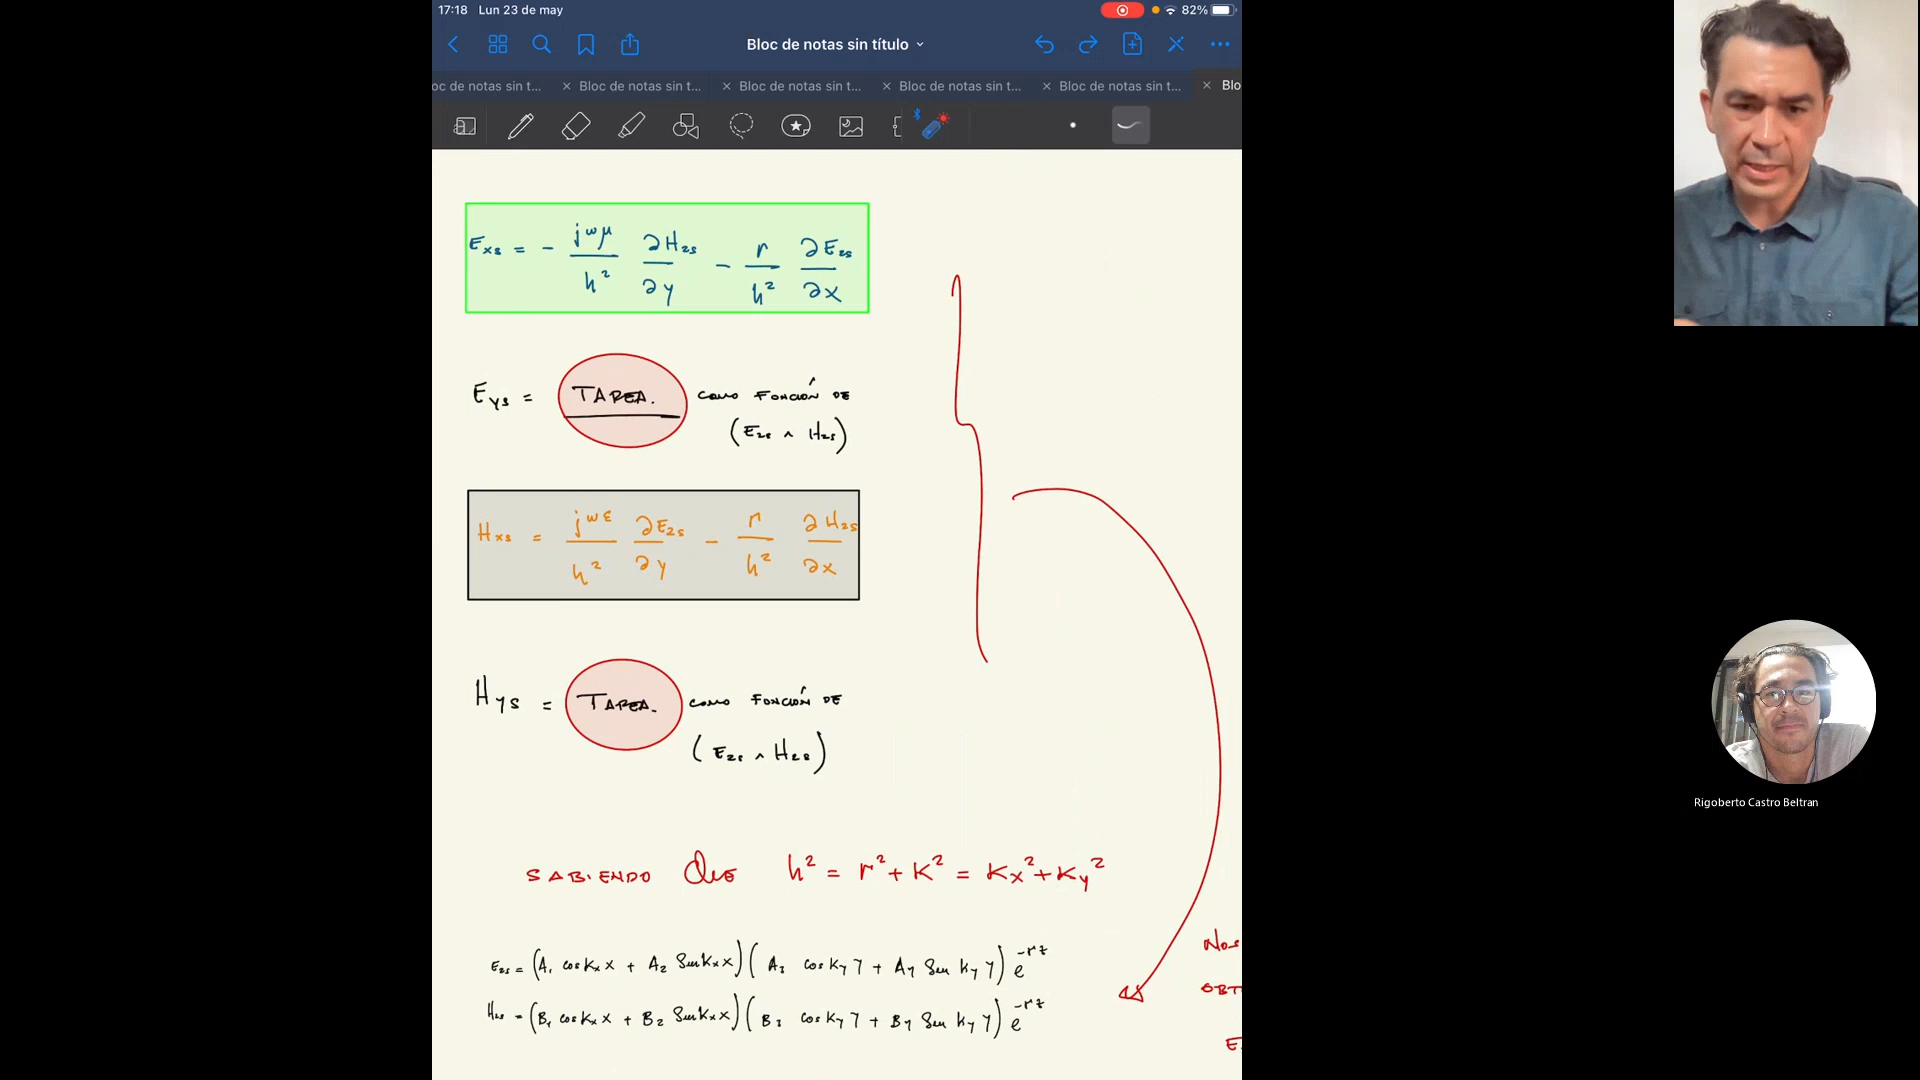 17:18 Lun 23 de may 82%
Bloc de notas sin título
oc de notas sin t... Bloc de notas sin t... Bloc de notas sin t... Bloc de notas sin t... Bloc de notas sin t... Blo
Exs = - jωμ/h² ∂Hzs/∂y - r/h² ∂Ezs/∂x
Eys = TAREA. como FUNCIÓN DE
(Ezs ^ Hzs)
Hxs = jωε/h² ∂Ezs/∂y - r/h² ∂Hzs/∂x
Hys = TAREA. como FUNCIÓN DE
(Ezs ^ Hzs)
SABIENDO QUE h² = r² + K² = Kx² + Ky²
Nos
Ezs = (A₁ cos Kx x + A₂ Sen Kx x)(A₃ cos Ky y + A₄ Sen Ky y) e^-rz
OBT
Hzs = (B₁ cos Kx x + B₂ Sen Kx x)(B₃ cos Ky y + B₄ Sen Ky y) e^-rz
E
Rigoberto Castro Beltran